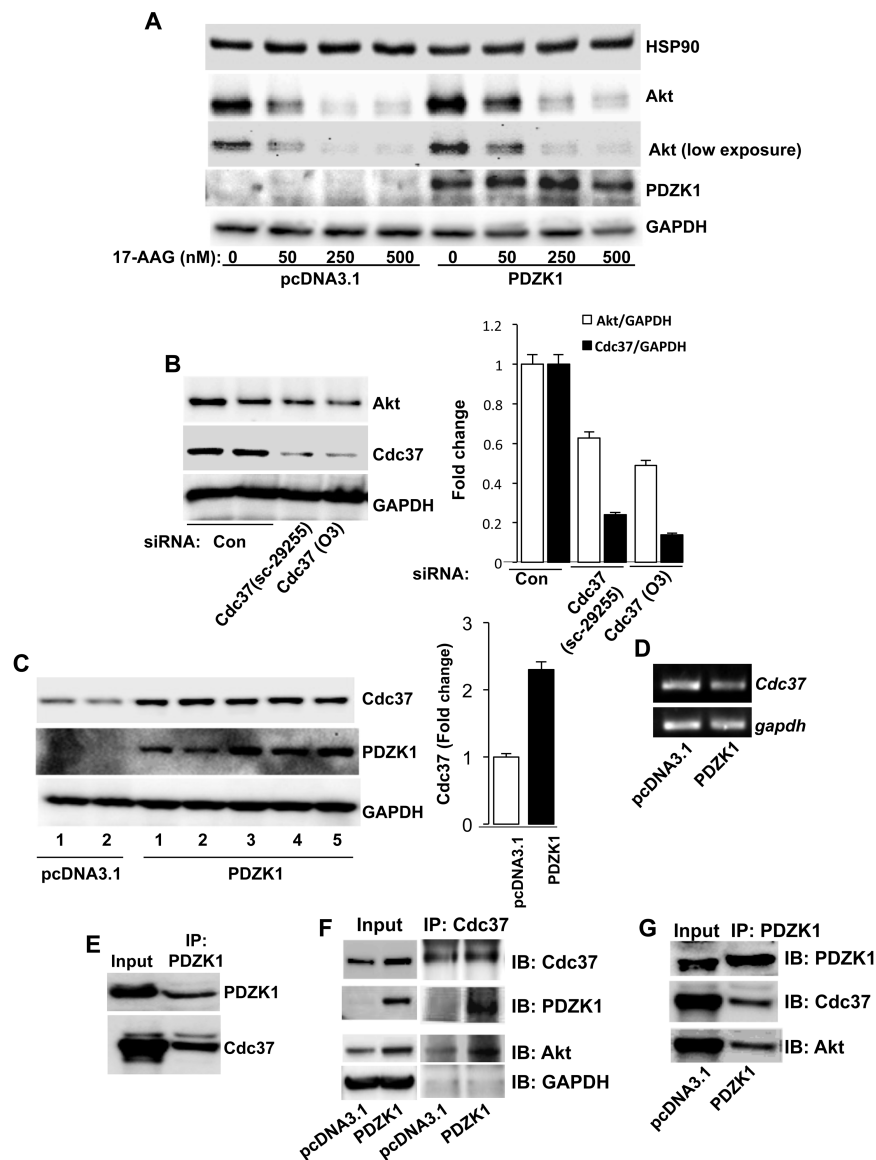 A
HSP90
Akt
Akt (low exposure)
PDZK1
GAPDH
17-AAG (nM): 0 50 250 500 0 50 250 500
pcDNA3.1 PDZK1
B
Akt
Cdc37
GAPDH
siRNA: Con Cdc37(sc-29255) Cdc37 (O3)
Akt/GAPDH
Cdc37/GAPDH
Fold change
1.2
1
0.8
0.6
0.4
0.2
0
siRNA: Con Cdc37 (sc-29255) Cdc37 (O3)
C
Cdc37
PDZK1
GAPDH
1 2 1 2 3 4 5
pcDNA3.1 PDZK1
Cdc37 (Fold change)
3
2
1
0
pcDNA3.1 PDZK1
D
Cdc37
gapdh
pcDNA3.1 PDZK1
E
Input IP: PDZK1
PDZK1
Cdc37
F
Input IP: Cdc37
IB: Cdc37
IB: PDZK1
IB: Akt
IB: GAPDH
pcDNA3.1 PDZK1 pcDNA3.1 PDZK1
G
Input IP: PDZK1
IB: PDZK1
IB: Cdc37
IB: Akt
pcDNA3.1 PDZK1